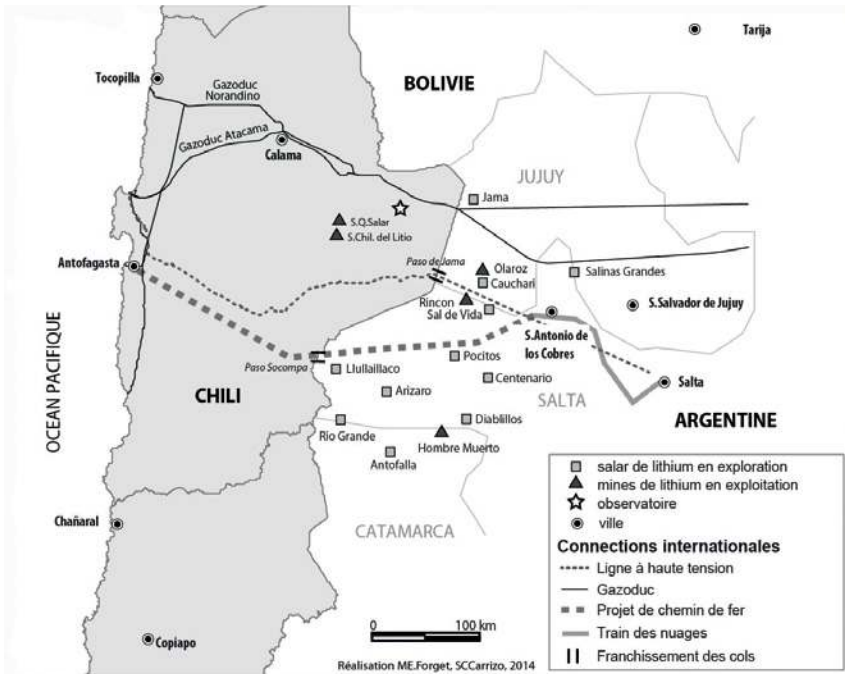 Tarija
BOLIVIE
Tocopilla
Gazoduc
Norandino
Gazoduc Atacama
Calama
JUJUY
Jama
S.Q.Salar
S.Chil. del Litio
Antofagasta
Paso de Jama
Olaroz
Cauchari
Salinas Grandes
Rincon
Sal de Vida
S.Salvador de Jujuy
S.Antonio
de los Cobres
OCEAN PACIFIQUE
Paso Socompa
Llullaillaco
Pocitos
Centenario
Salta
CHILI
Arizaro
SALTA
ARGENTINE
Rio Grande
Diablillos
Hombre Muerto
Antofalla
Chañaral
CATAMARCA
Copiapo
0 100 km
Réalisation ME.Forget, SCCarrizo, 2014
salar de lithium en exploration
mines de lithium en exploitation
observatoire
ville
Connections internationales
Ligne à haute tension
Gazoduc
Projet de chemin de fer
Train des nuages
Franchissement des cols